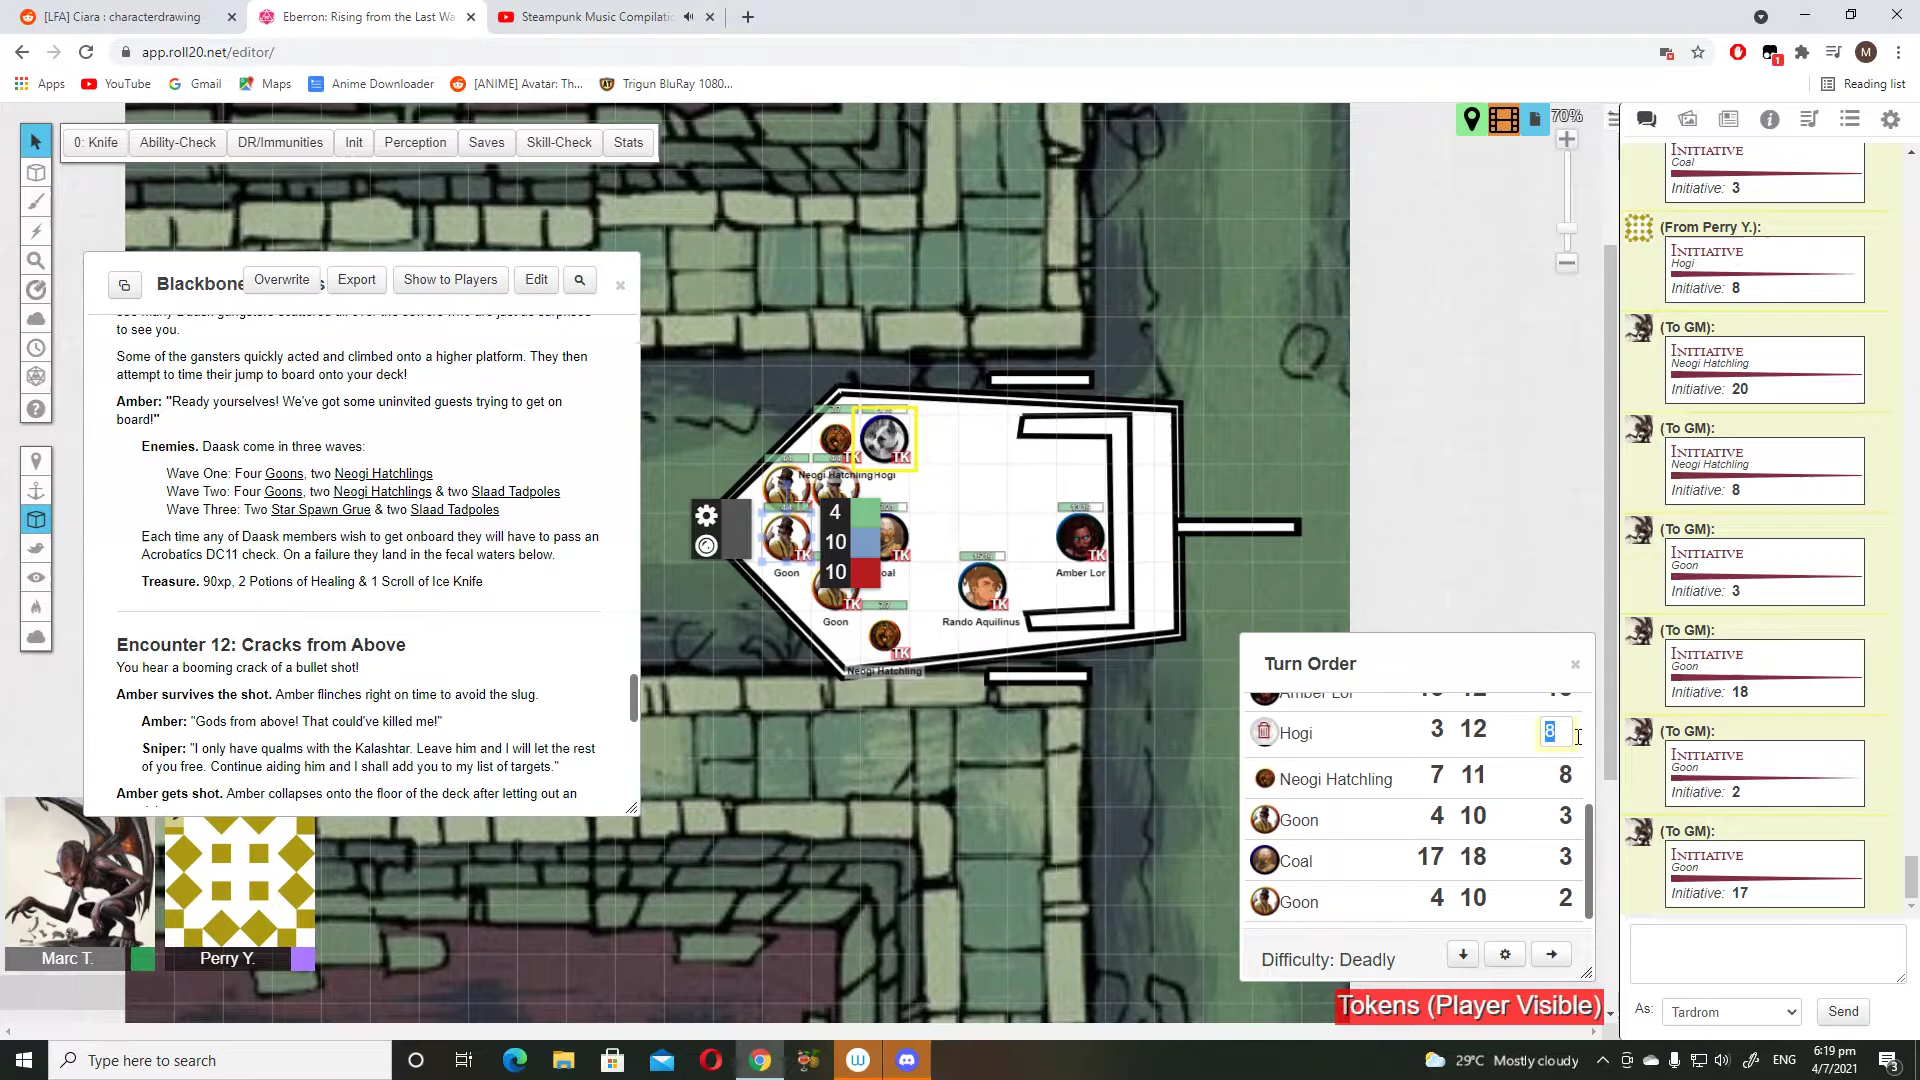 [LFA] Ciara : characterdrawing
Eberron: Rising from the Last Wa
Steampunk Music Compilatio
app.roll20.net/editor/
M
1
Apps
YouTube
Gmail
Maps
Anime Downloader
[ANIME] Avatar: Th...
Trigun BluRay 1080...
Reading list
0: Knife
Ability-Check
DR/Immunities
Init
Perception
Saves
Skill-Check
Stats
70%
Blackbone
Overwrite
Export
Show to Players
Edit
to see you.
Some of the gansters quickly acted and climbed onto a higher platform. They then
attempt to time their jump to board onto your deck!
Amber: "Ready yourselves! We've got some uninvited guests trying to get on
board!"
Enemies. Daask come in three waves:
Wave One: Four Goons, two Neogi Hatchlings
Wave Two: Four Goons, two Neogi Hatchlings & two Slaad Tadpoles
Wave Three: Two Star Spawn Grue & two Slaad Tadpoles
Each time any of Daask members wish to get onboard they will have to pass an
Acrobatics DC11 check. On a failure they land in the fecal waters below.
Treasure. 90xp, 2 Potions of Healing & 1 Scroll of Ice Knife
Encounter 12: Cracks from Above
You hear a booming crack of a bullet shot!
Amber survives the shot. Amber flinches right on time to avoid the slug.
Amber: "Gods from above! That could've killed me!"
Sniper: "I only have qualms with the Kalashtar. Leave him and I will let the rest
of you free. Continue aiding him and I shall add you to my list of targets."
Amber gets shot. Amber collapses onto the floor of the deck after letting out an
Marc T.
Perry Y.
TK
TK
Neogi Hatchling
Hogi
4
10
10
TK
Goon
TK
oal
TK
Goon
TK
Neogi Hatchling
TK
Rando Aquilinus
TK
Amber Lor
Turn Order
Amber Lor
Hogi 3 12 8
Neogi Hatchling 7 11 8
Goon 4 10 3
Coal 17 18 3
Goon 4 10 2
Difficulty: Deadly
Tokens (Player Visible)
Initiative
Coal
Initiative: 3
(From Perry Y.):
Initiative
Hogi
Initiative: 8
(To GM):
Initiative
Neogi Hatchling
Initiative: 20
(To GM):
Initiative
Neogi Hatchling
Initiative: 8
(To GM):
Initiative
Goon
Initiative: 3
(To GM):
Initiative
Goon
Initiative: 18
(To GM):
Initiative
Goon
Initiative: 2
(To GM):
Initiative
Goon
Initiative: 17
As:
Tardrom
Send
Type here to search
29°C Mostly cloudy
ENG
6:19 pm
4/7/2021
3